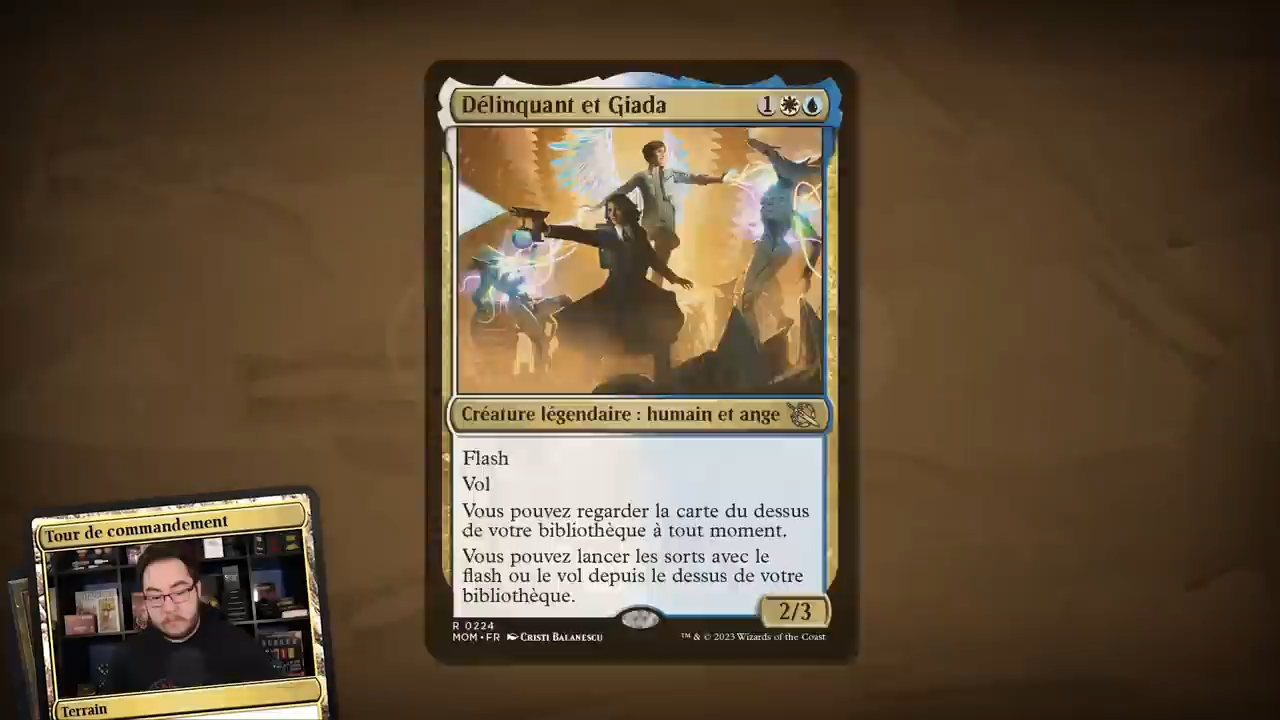 Délinquant et Giada 1
Créature légendaire : humain et ange
Flash
Vol
Vous pouvez regarder la carte du dessus
de votre bibliothèque à tout moment.
Vous pouvez lancer les sorts avec le
flash ou le vol depuis le dessus de votre
bibliothèque.
2/3
R 0224
MOM • FR Cristi Balanescu
™ & © 2023 Wizards of the Coast
Tour de commandement
Terrain